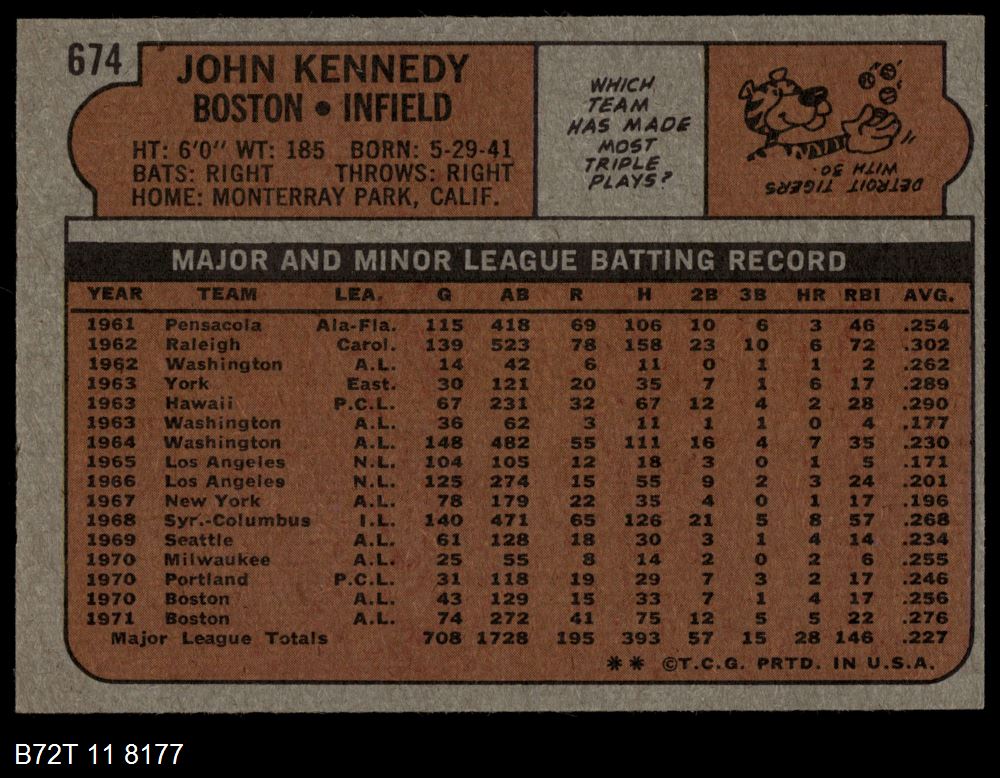 674
JOHN KENNEDY
BOSTON • INFIELD
HT: 6'0" WT: 185 BORN: 5-29-41
BATS: RIGHT THROWS: RIGHT
HOME: MONTERRAY PARK, CALIF.
WHICH
TEAM
HAS MADE
MOST
TRIPLE
PLAYS?
DETROIT TIGERS
WITH 30.
MAJOR AND MINOR LEAGUE BATTING RECORD
YEAR TEAM LEA. G AB R H 2B 3B HR RBI AVG.
1961 Pensacola Ala-Fla. 115 418 69 106 10 6 3 46 .254
1962 Raleigh Carol. 139 523 78 158 23 10 6 72 .302
1962 Washington A.L. 14 42 6 11 0 1 1 2 .262
1963 York East. 30 121 20 35 7 1 6 17 .289
1963 Hawaii P.C.L. 67 231 32 67 12 4 2 28 .290
1963 Washington A.L. 36 62 3 11 1 1 0 4 .177
1964 Washington A.L. 148 482 55 111 16 4 7 35 .230
1965 Los Angeles N.L. 104 105 12 18 3 0 1 5 .171
1966 Los Angeles N.L. 125 274 15 55 9 2 3 24 .201
1967 New York A.L. 78 179 22 35 4 0 1 17 .196
1968 Syr.-Columbus I.L. 140 471 65 126 21 5 8 57 .268
1969 Seattle A.L. 61 128 18 30 3 1 4 14 .234
1970 Milwaukee A.L. 25 55 8 14 2 0 2 6 .255
1970 Portland P.C.L. 31 118 19 29 7 3 2 17 .246
1970 Boston A.L. 43 129 15 33 7 1 4 17 .256
1971 Boston A.L. 74 272 41 75 12 5 5 22 .276
Major League Totals 708 1728 195 393 57 15 28 146 .227
** ©T.C.G. PRTD. IN U.S.A.
B72T 11 8177